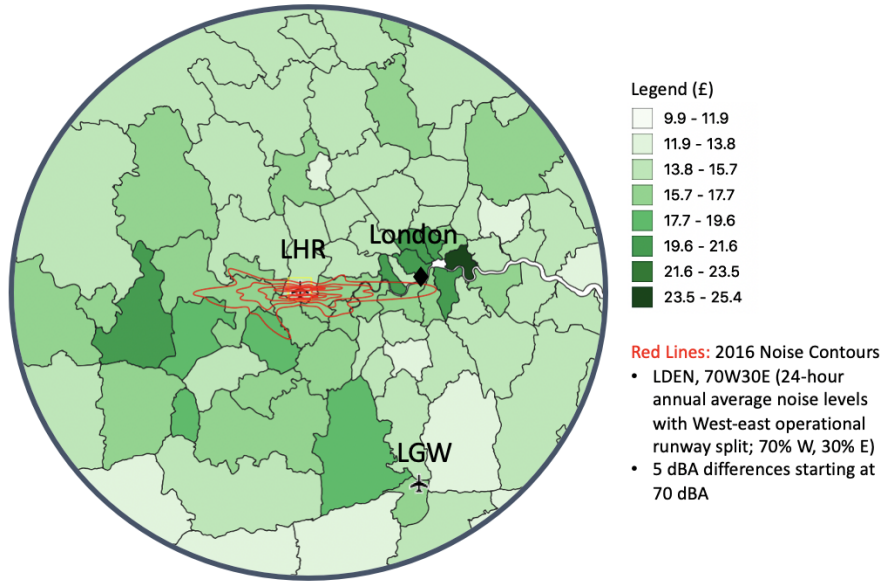 Legend (£)
9.9 - 11.9
11.9 - 13.8
13.8 - 15.7
15.7 - 17.7
17.7 - 19.6
19.6 - 21.6
21.6 - 23.5
23.5 - 25.4
London
LHR
LGW
Red Lines: 2016 Noise Contours
• LDEN, 70W30E (24-hour
annual average noise levels
with West-east operational
runway split; 70% W, 30% E)
• 5 dBA differences starting at
70 dBA